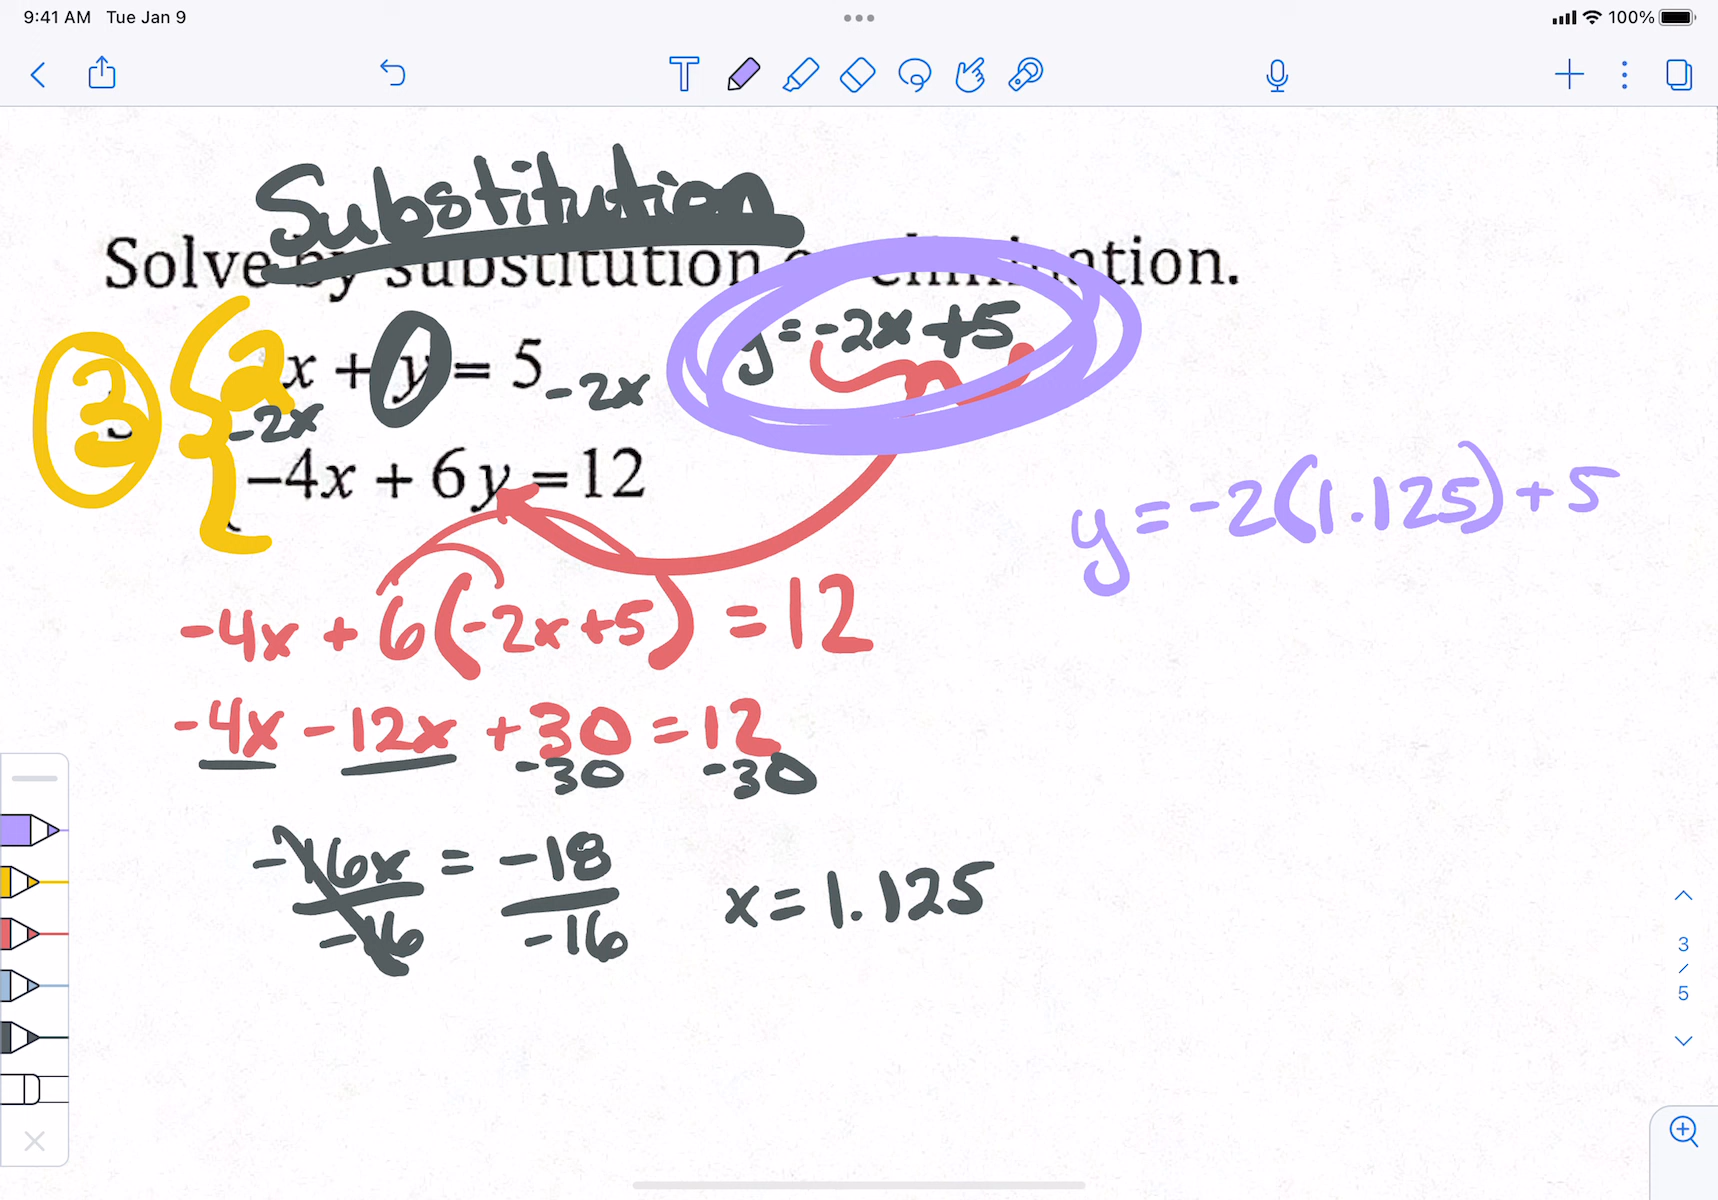 9:41 AM Tue Jan 9
100%
Substitution
Solve by substitution or elimination.
3
2x + y = 5
-2x
-2x
y = -2x + 5
-4x + 6y = 12
y = -2(1.125) + 5
-4x + 6(-2x + 5) = 12
-4x - 12x + 30 = 12
-30 -30
-16x = -18
-16 -16
x = 1.125
3
/
5